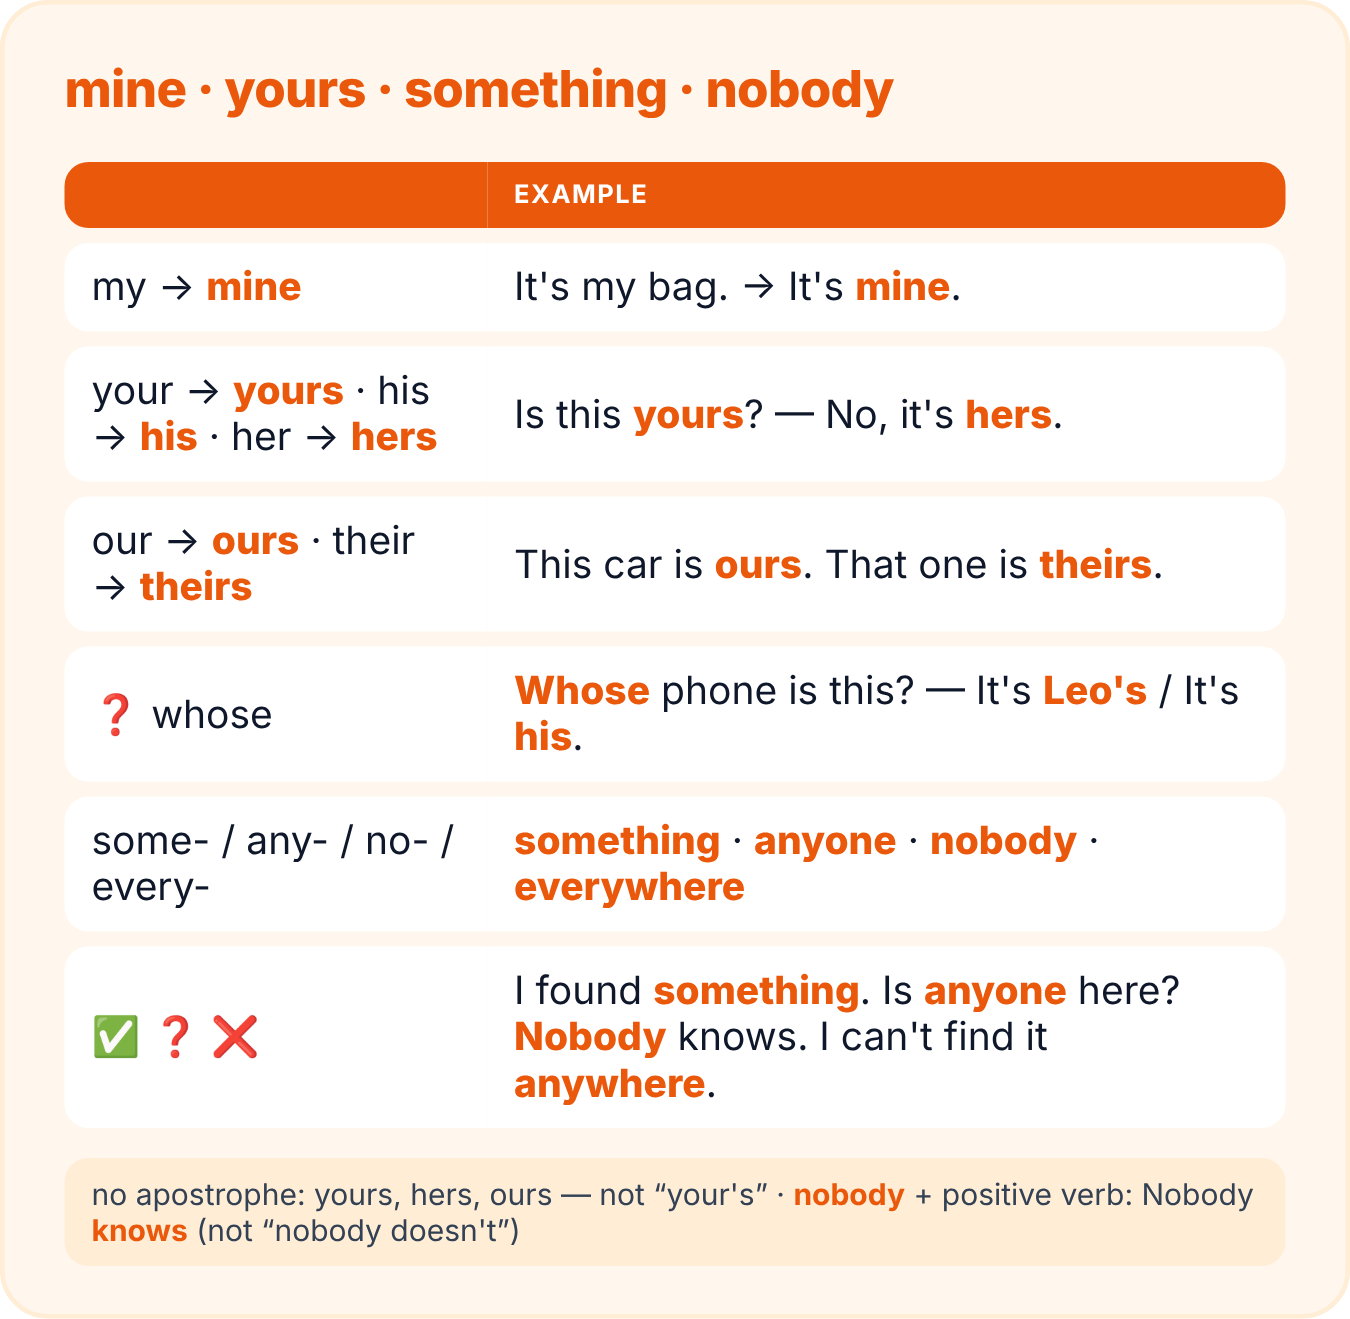 mine · yours · something · nobody
EXAMPLE
my → mine
It's my bag. → It's mine.
your → yours · his
→ his · her → hers
Is this yours? — No, it's hers.
our → ours · their
→ theirs
This car is ours. That one is theirs.
❓ whose
Whose phone is this? — It's Leo's / It's
his.
some- / any- / no- /
every-
something · anyone · nobody ·
everywhere
✅ ❓ ❌
I found something. Is anyone here?
Nobody knows. I can't find it
anywhere.
no apostrophe: yours, hers, ours — not “your's” · nobody + positive verb: Nobody
knows (not “nobody doesn't”)